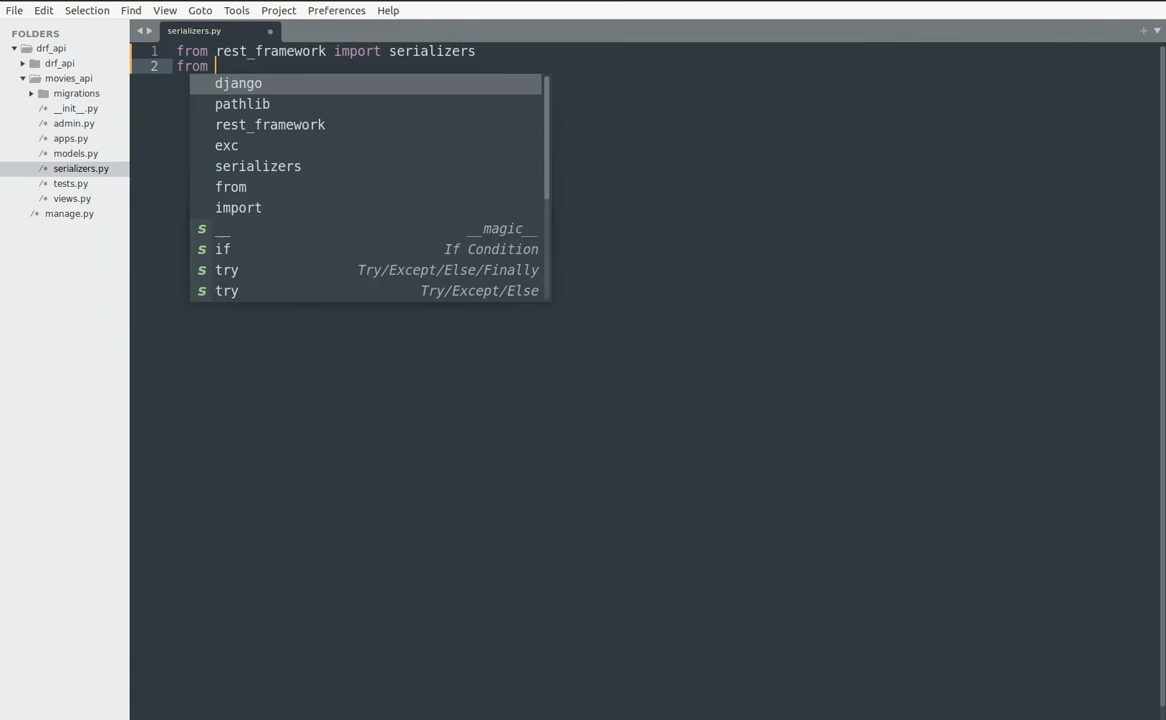 File Edit Selection Find View Goto Tools Project Preferences Help
FOLDERS
drf_api
drf_api
movies_api
migrations
__init__.py
admin.py
apps.py
models.py
serializers.py
tests.py
views.py
manage.py
serializers.py
1 from rest_framework import serializers
2 from
django
pathlib
rest_framework
exc
serializers
from
import
s __ __magic__
s if If Condition
s try Try/Except/Else/Finally
s try Try/Except/Else